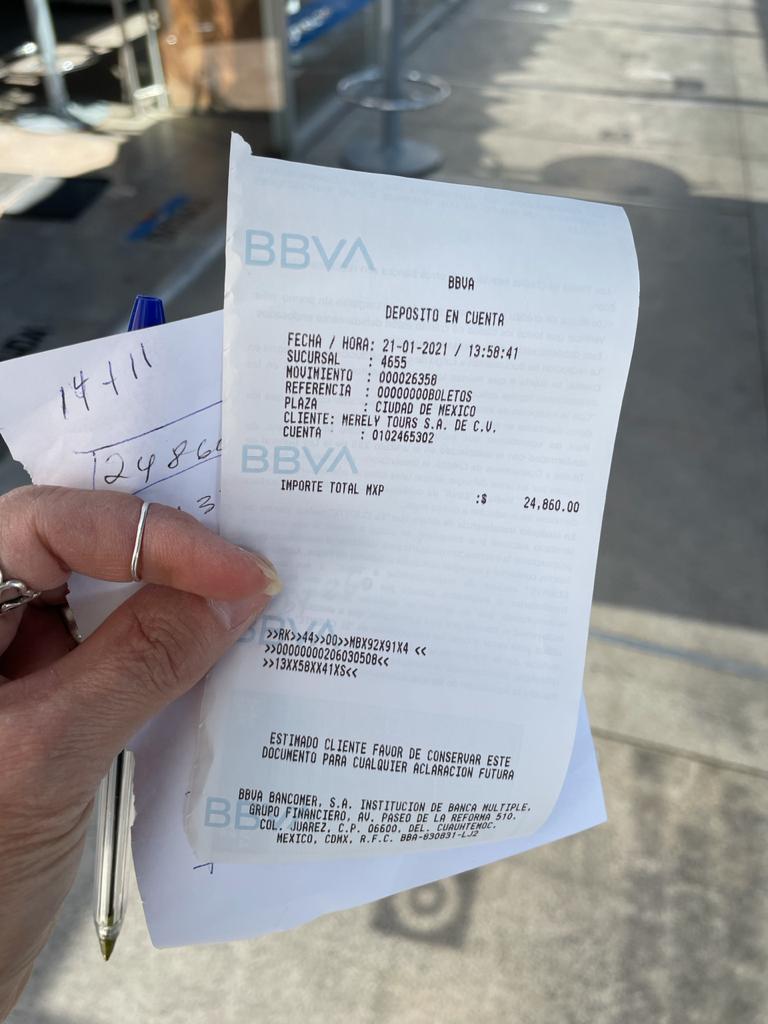 BBVA
BBVA
DEPOSITO EN CUENTA
FECHA / HORA: 21-01-2021 / 13:58:41
SUCURSAL : 4655
MOVIMIENTO : 000026358
REFERENCIA : 00000000BOLETOS
PLAZA : CIUDAD DE MEXICO
CLIENTE: MERELY TOURS S.A. DE C.V.
CUENTA : 0102465302
BBVA
IMPORTE TOTAL MXP :$ 24,860.00
BBVA
>>RK>>44>>00>>MBX92X91X4 <<
>>00000000206030508<<
>>13XX58XX41XS<<
ESTIMADO CLIENTE FAVOR DE CONSERVAR ESTE
DOCUMENTO PARA CUALQUIER ACLARACION FUTURA
BBVA BANCOMER, S.A. INSTITUCION DE BANCA MULTIPLE,
GRUPO FINANCIERO, AV. PASEO DE LA REFORMA 510,
COL. JUAREZ, C.P. 06600, DEL. CUAUHTEMOC,
MEXICO, CDMX, R.F.C. BBA-830831-LJ2
14 + 11
2486